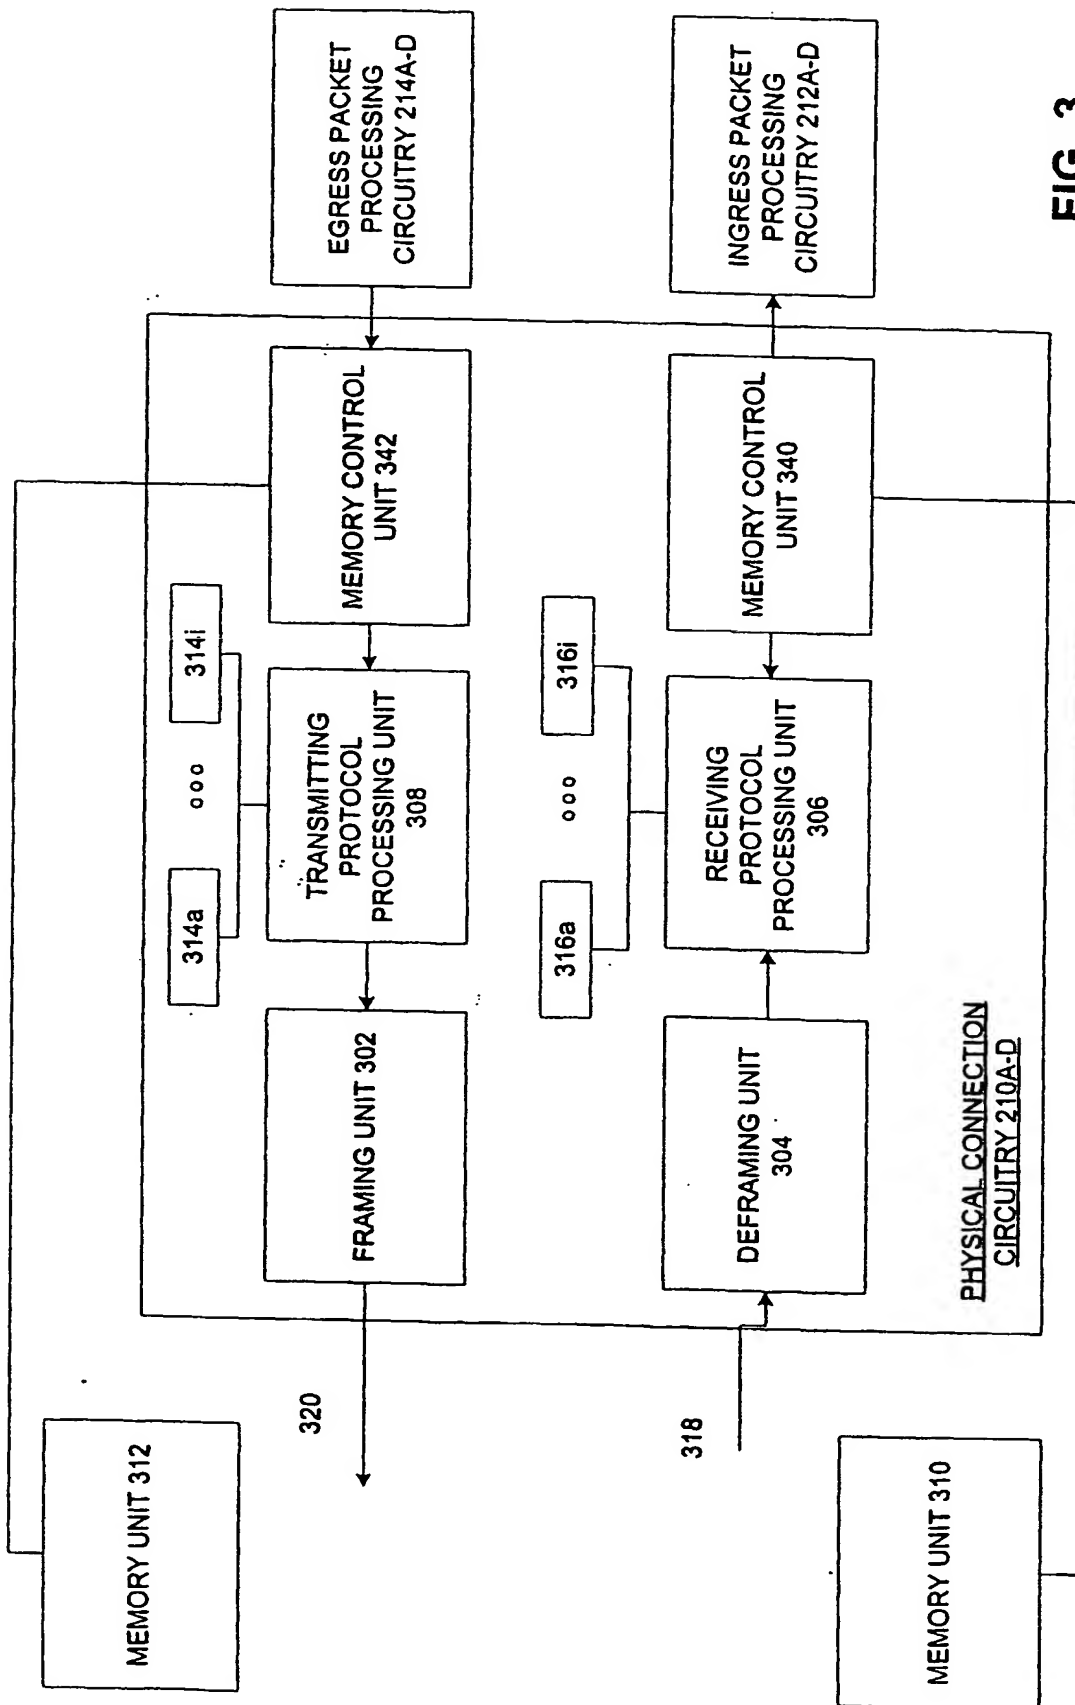 MEMORY UNIT 312
EGRESS PACKET
PROCESSING
CIRCUITRY 214A-D
314a
ooo
314i
FRAMING UNIT 302
TRANSMITTING
PROTOCOL
PROCESSING UNIT
308
MEMORY CONTROL
UNIT 342
320
318
316a
ooo
316i
DEFRAMING UNIT
304
RECEIVING
PROTOCOL
PROCESSING UNIT
306
MEMORY CONTROL
UNIT 340
INGRESS PACKET
PROCESSING
CIRCUITRY 212A-D
MEMORY UNIT 310
PHYSICAL CONNECTION
CIRCUITRY 210A-D
FIG. 3